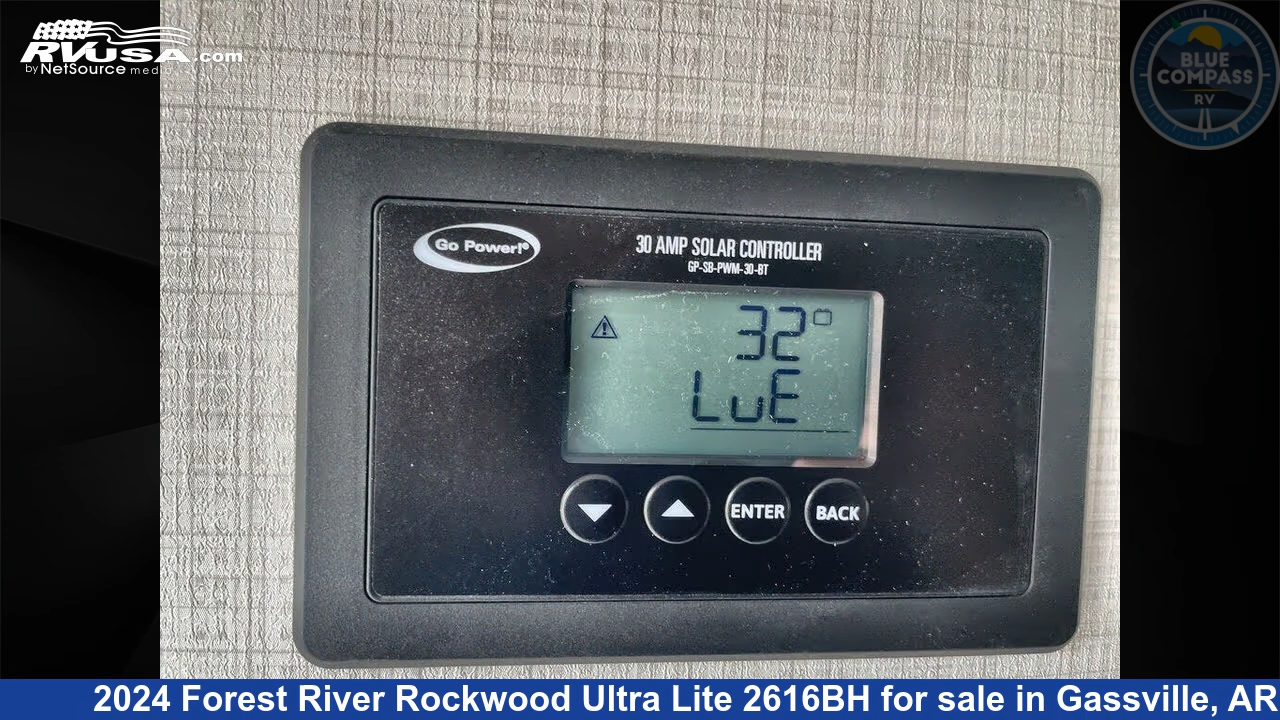 RVUSA.com
by NetSource media
BLUE
COMPASS
RV
Go Power!®
30 AMP SOLAR CONTROLLER
GP-SB-PWM-30-BT
32°
LuE
ENTER
BACK
2024 Forest River Rockwood Ultra Lite 2616BH for sale in Gassville, AR